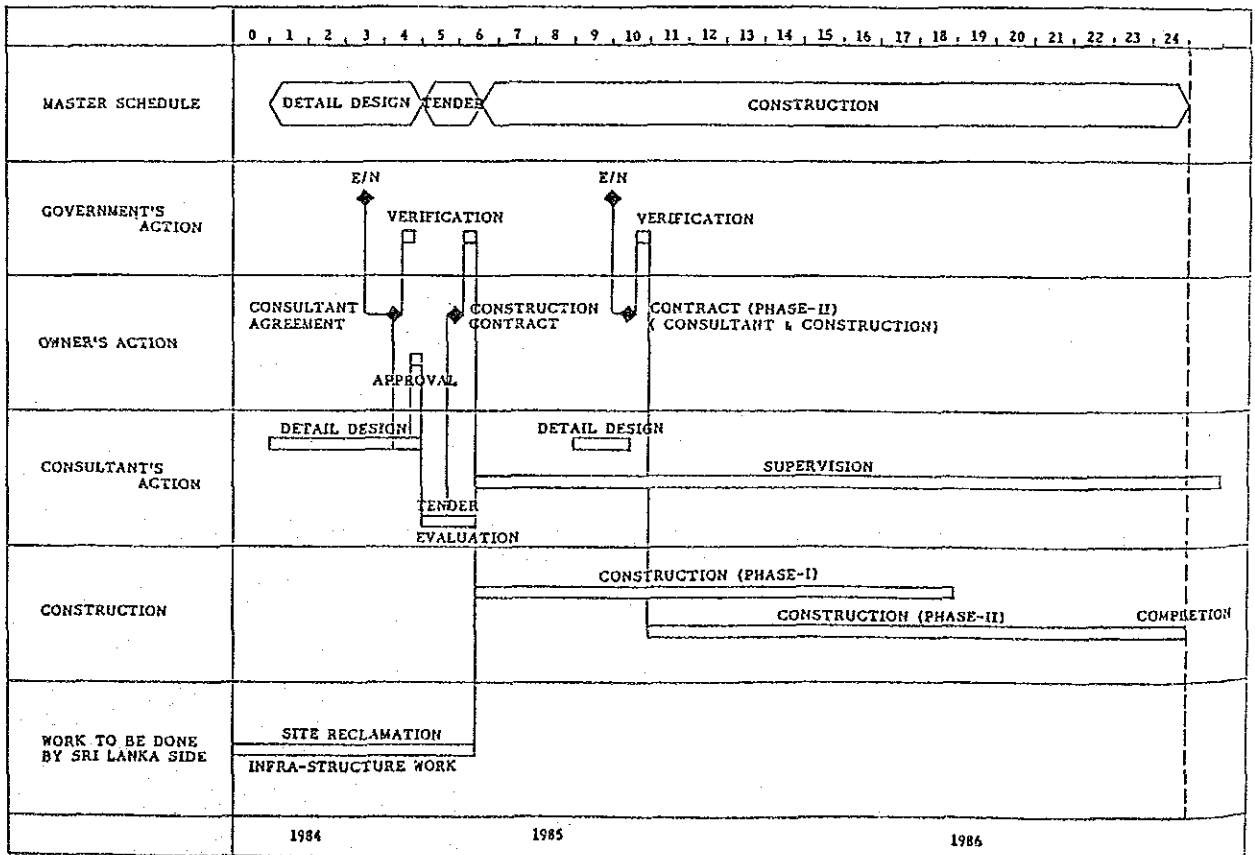 0 1 2 3 4 5 6 7 8 9 10 11 12 13 14 15 16 17 18 19 20 21 22 23 24
MASTER SCHEDULE
DETAIL DESIGN
TENDER
CONSTRUCTION
GOVERNMENT'S
ACTION
E/N
VERIFICATION
E/N
VERIFICATION
OWNER'S ACTION
CONSULTANT
AGREEMENT
CONSTRUCTION
CONTRACT
CONTRACT (PHASE-II)
( CONSULTANT & CONSTRUCTION)
APPROVAL
CONSULTANT'S
ACTION
DETAIL DESIGN
DETAIL DESIGN
SUPERVISION
TENDER
EVALUATION
CONSTRUCTION
CONSTRUCTION (PHASE-I)
CONSTRUCTION (PHASE-II)
COMPLETION
WORK TO BE DONE
BY SRI LANKA SIDE
SITE RECLAMATION
INFRA-STRUCTURE WORK
1984 1985 1986